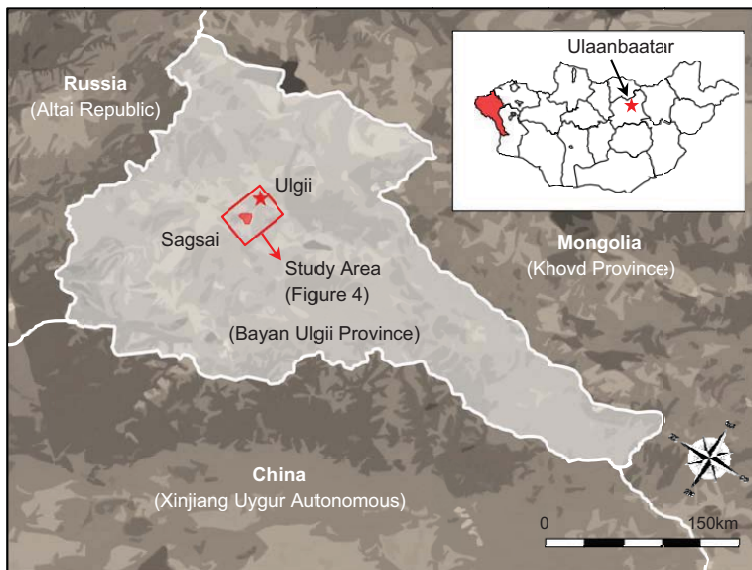 Ulaanbaatar
Russia
(Altai Republic)
Ulgii
Sagsai
Study Area
(Figure 4)
Mongolia
(Khovd Province)
(Bayan Ulgii Province)
China
(Xinjiang Uygur Autonomous)
0 150km